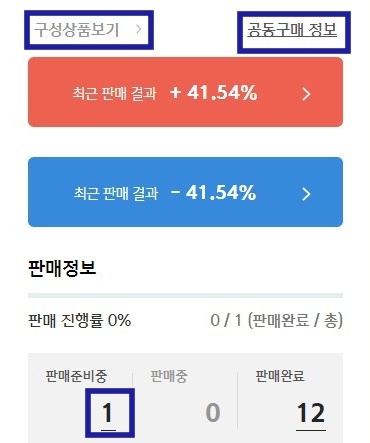 구성상품보기 >
공동구매 정보
최근 판매 결과 + 41.54% >
최근 판매 결과 - 41.54% >
판매정보
판매 진행률 0% 0 / 1 (판매완료 / 총)
판매준비중 판매중 판매완료
1 0 12